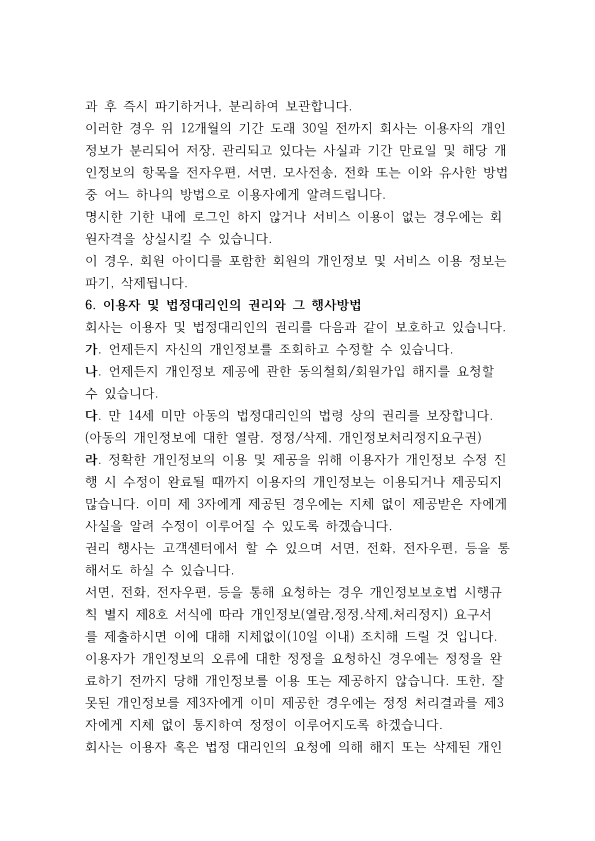 과 후 즉시 파기하거나, 분리하여 보관합니다.
이러한 경우 위 12개월의 기간 도래 30일 전까지 회사는 이용자의 개인
정보가 분리되어 저장, 관리되고 있다는 사실과 기간 만료일 및 해당 개
인정보의 항목을 전자우편, 서면, 모사전송, 전화 또는 이와 유사한 방법
중 어느 하나의 방법으로 이용자에게 알려드립니다.
명시한 기한 내에 로그인 하지 않거나 서비스 이용이 없는 경우에는 회
원자격을 상실시킬 수 있습니다.
이 경우, 회원 아이디를 포함한 회원의 개인정보 및 서비스 이용 정보는
파기, 삭제됩니다.
6. 이용자 및 법정대리인의 권리와 그 행사방법
회사는 이용자 및 법정대리인의 권리를 다음과 같이 보호하고 있습니다.
가. 언제든지 자신의 개인정보를 조회하고 수정할 수 있습니다.
나. 언제든지 개인정보 제공에 관한 동의철회/회원가입 해지를 요청할
수 있습니다.
다. 만 14세 미만 아동의 법정대리인의 법령 상의 권리를 보장합니다.
(아동의 개인정보에 대한 열람, 정정/삭제, 개인정보처리정지요구권)
라. 정확한 개인정보의 이용 및 제공을 위해 이용자가 개인정보 수정 진
행 시 수정이 완료될 때까지 이용자의 개인정보는 이용되거나 제공되지
많습니다. 이미 제 3자에게 제공된 경우에는 지체 없이 제공받은 자에게
사실을 알려 수정이 이루어질 수 있도록 하겠습니다.
권리 행사는 고객센터에서 할 수 있으며 서면, 전화, 전자우편, 등을 통
해서도 하실 수 있습니다.
서면, 전화, 전자우편, 등을 통해 요청하는 경우 개인정보보호법 시행규
칙 별지 제8호 서식에 따라 개인정보(열람,정정,삭제,처리정지) 요구서
를 제출하시면 이에 대해 지체없이(10일 이내) 조치해 드릴 것 입니다.
이용자가 개인정보의 오류에 대한 정정을 요청하신 경우에는 정정을 완
료하기 전까지 당해 개인정보를 이용 또는 제공하지 않습니다. 또한, 잘
못된 개인정보를 제3자에게 이미 제공한 경우에는 정정 처리결과를 제3
자에게 지체 없이 통지하여 정정이 이루어지도록 하겠습니다.
회사는 이용자 혹은 법정 대리인의 요청에 의해 해지 또는 삭제된 개인